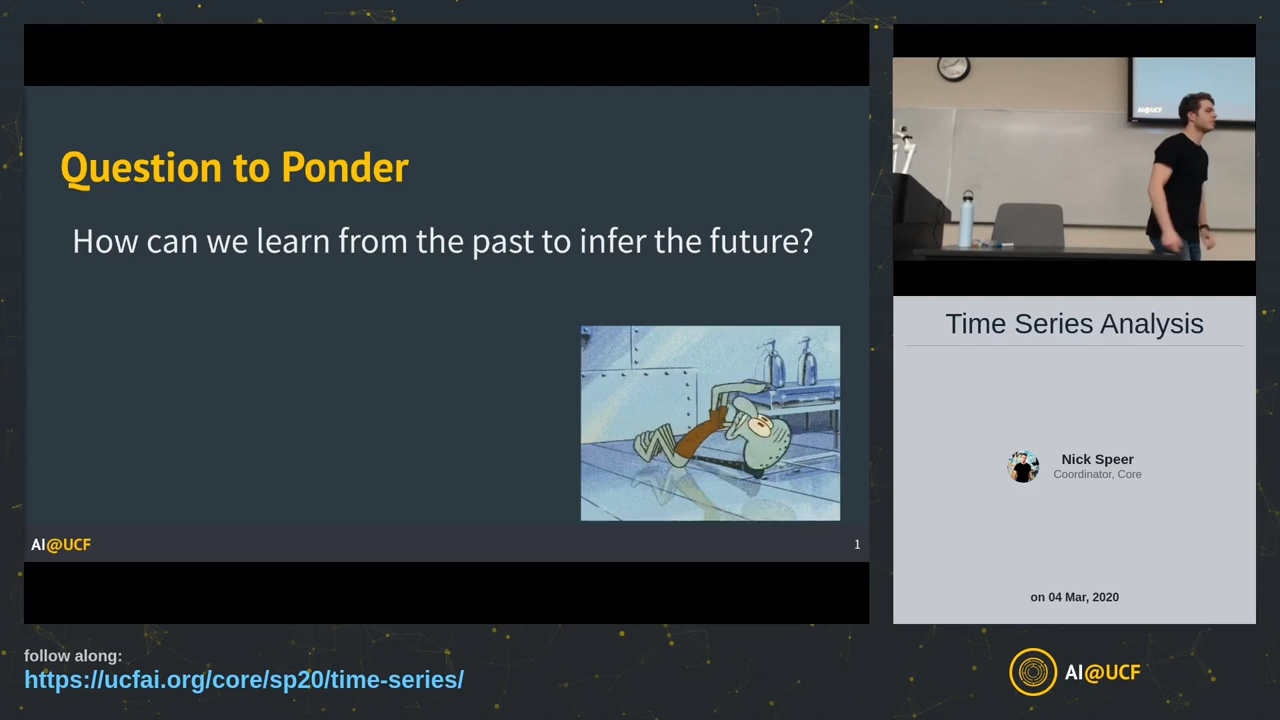 Question to Ponder
How can we learn from the past to infer the future?
AI@UCF
1
AI@UCF
Time Series Analysis
Nick Speer
Coordinator, Core
on 04 Mar, 2020
follow along:
https://ucfai.org/core/sp20/time-series/
AI@UCF